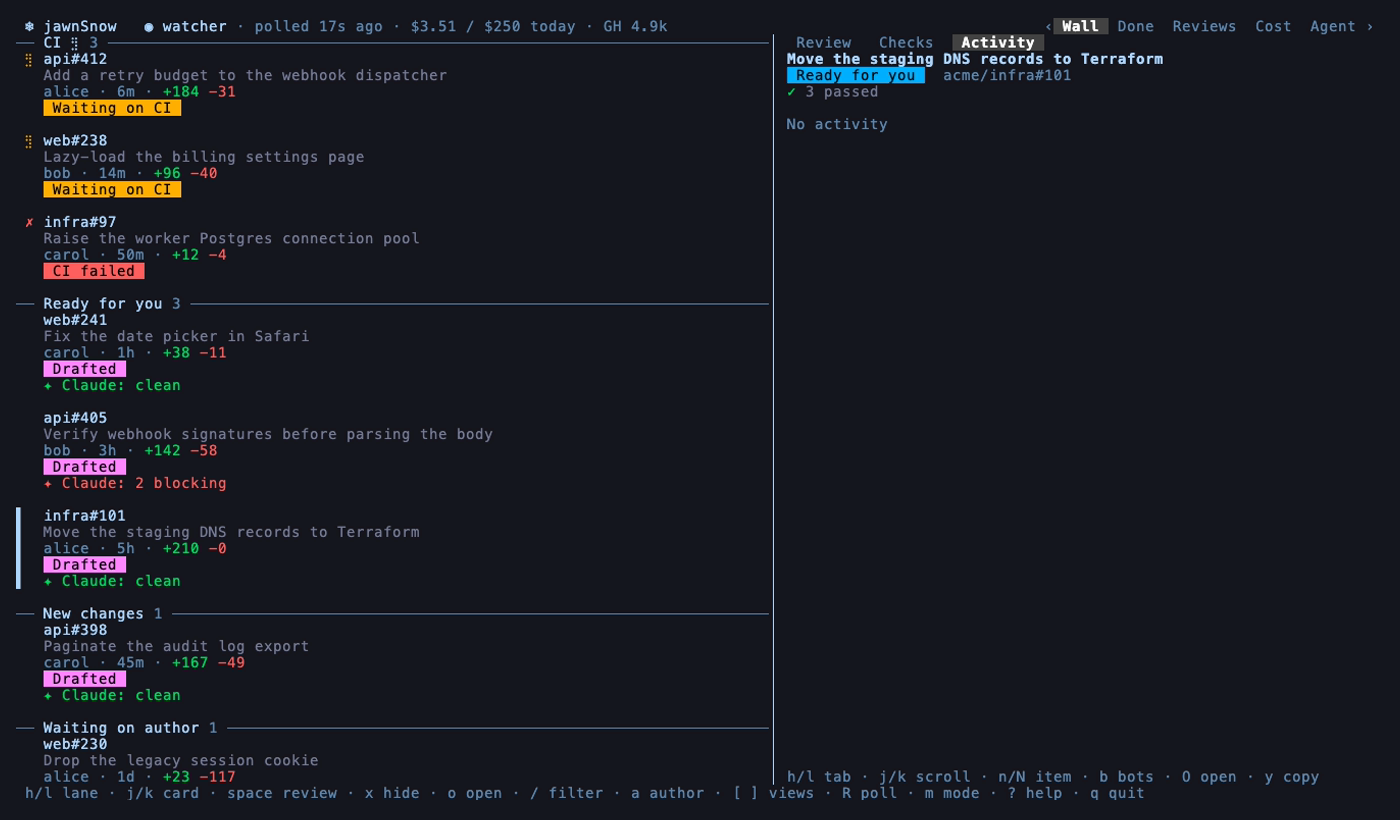 ❄ jawnSnow ◉ watcher · polled 17s ago · $3.51 / $250 today · GH 4.9k
‹ Wall Done Reviews Cost Agent ›
CI ⣻ 3
api#412
Add a retry budget to the webhook dispatcher
alice · 6m · +184 −31
Waiting on CI
web#238
Lazy-load the billing settings page
bob · 14m · +96 −40
Waiting on CI
✗ infra#97
Raise the worker Postgres connection pool
carol · 50m · +12 −4
CI failed
Ready for you 3
web#241
Fix the date picker in Safari
carol · 1h · +38 −11
Drafted
✦ Claude: clean
api#405
Verify webhook signatures before parsing the body
bob · 3h · +142 −58
Drafted
✦ Claude: 2 blocking
infra#101
Move the staging DNS records to Terraform
alice · 5h · +210 −0
Drafted
✦ Claude: clean
New changes 1
api#398
Paginate the audit log export
carol · 45m · +167 −49
Drafted
✦ Claude: clean
Waiting on author 1
web#230
Drop the legacy session cookie
alice · 1d · +23 −117
Review Checks Activity
Move the staging DNS records to Terraform
Ready for you acme/infra#101
✓ 3 passed
No activity
h/l tab · j/k scroll · n/N item · b bots · O open · y copy
h/l lane · j/k card · space review · x hide · o open · / filter · a author · [ ] views · R poll · m mode · ? help · q quit